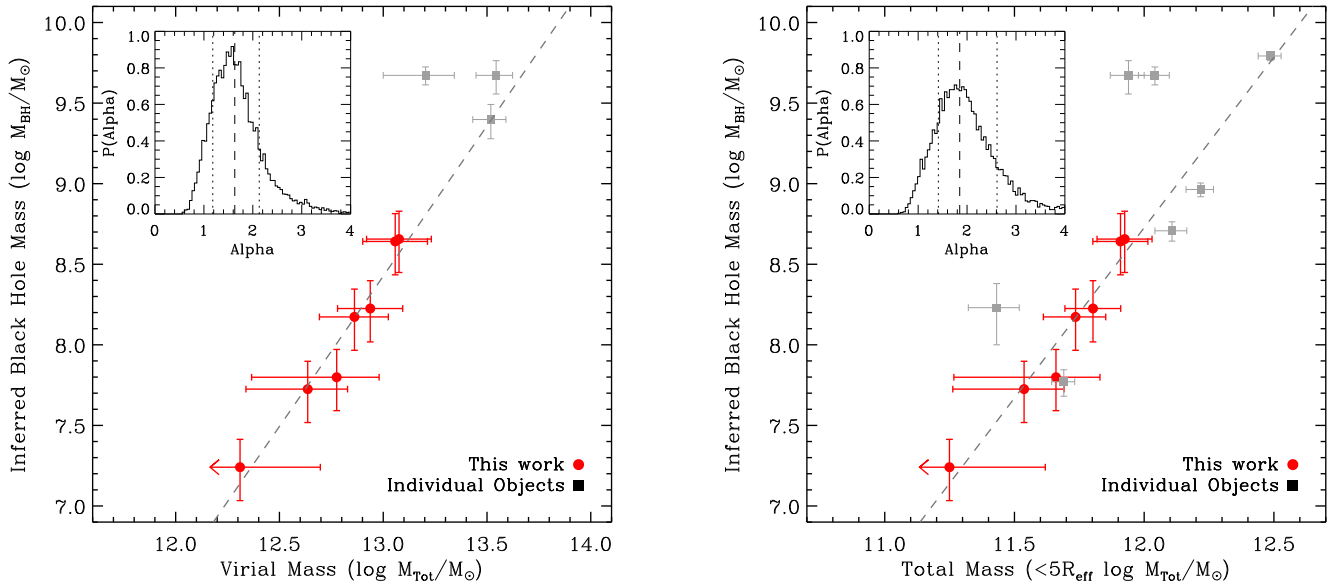 10.0
9.5
9.0
8.5
8.0
7.5
7.0
Inferred Black Hole Mass (log M_BH/M_☉)
1.0
0.8
0.6
0.4
0.2
0.0
P(Alpha)
0 1 2 3 4
Alpha
This work
Individual Objects
12.0 12.5 13.0 13.5 14.0
Virial Mass (log M_Tot/M_☉)
10.0
9.5
9.0
8.5
8.0
7.5
7.0
Inferred Black Hole Mass (log M_BH/M_☉)
1.0
0.8
0.6
0.4
0.2
0.0
P(Alpha)
0 1 2 3 4
Alpha
This work
Individual Objects
11.0 11.5 12.0 12.5
Total Mass (<5R_eff log M_Tot/M_☉)